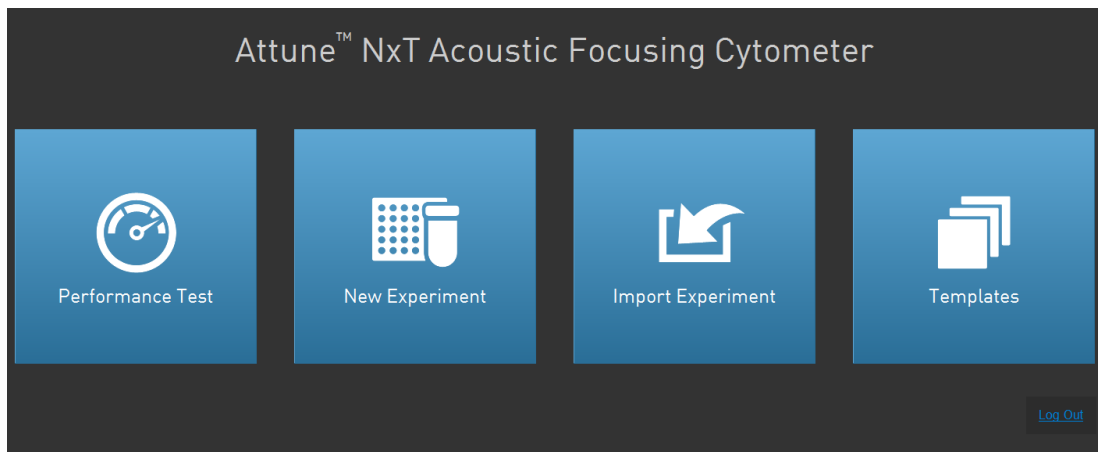 Attune™ NxT Acoustic Focusing Cytometer
Performance Test
New Experiment
Import Experiment
Templates
Log Out